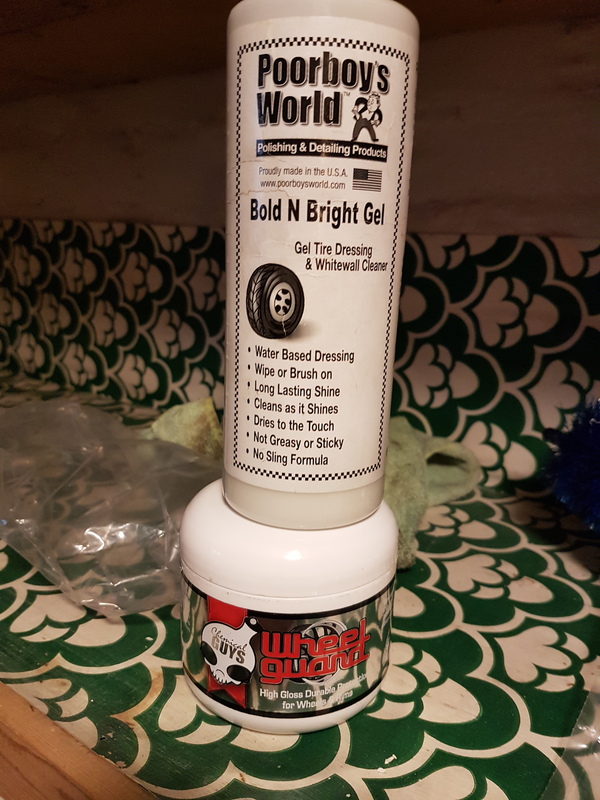 Poorboy's
World™
Polishing & Detailing Products
Proudly made in the U.S.A.
www.poorboysworld.com
Bold N Bright Gel
Gel Tire Dressing
& Whitewall Cleaner
• Water Based Dressing
• Wipe or Brush on
• Long Lasting Shine
• Cleans as it Shines
• Dries to the Touch
• Not Greasy or Sticky
• No Sling Formula
Chemical
GUYS
Wheel
guard
High Gloss Durable
for Wheels